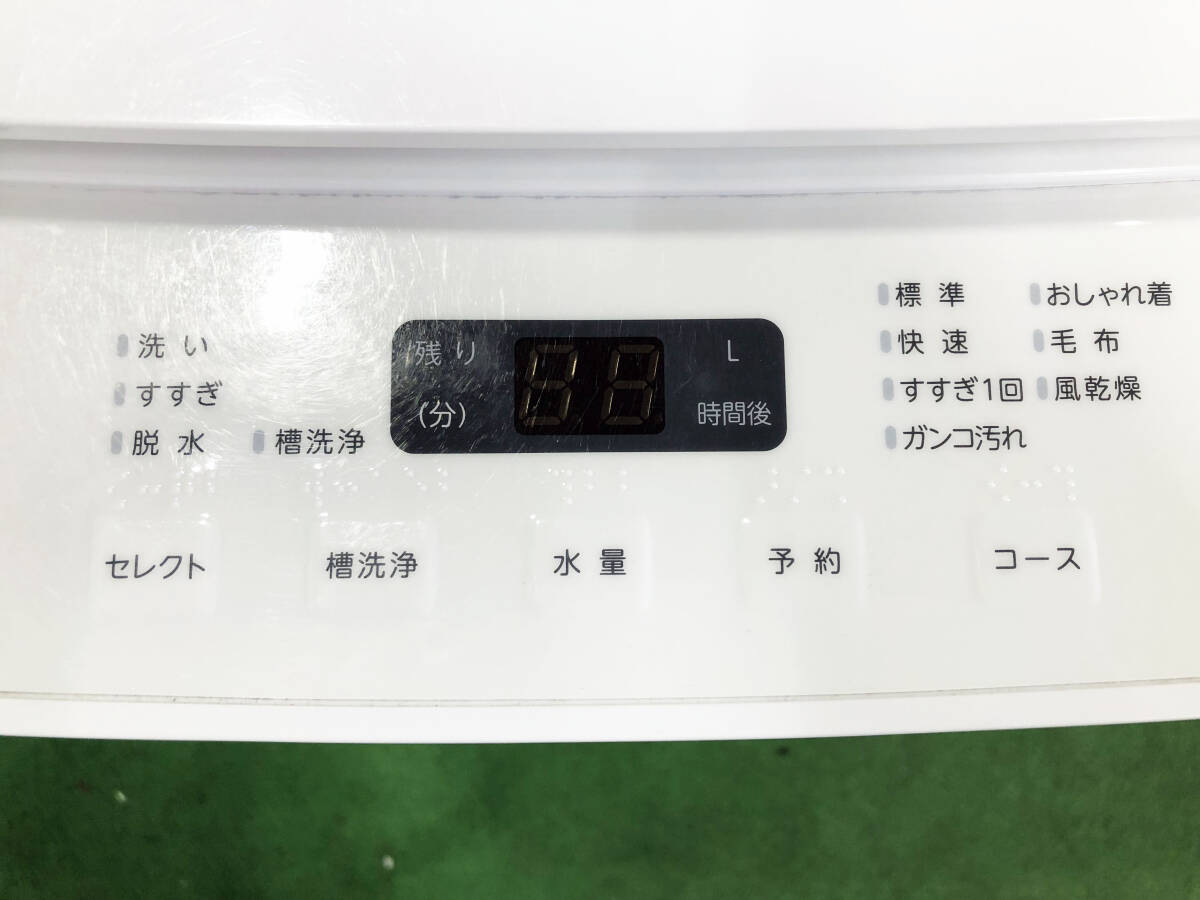 洗い
すすぎ
脱水
槽洗浄
残り
(分)
L
時間後
標準
快速
すすぎ1回
ガンコ汚れ
おしゃれ着
毛布
風乾燥
セレクト
槽洗浄
水量
予約
コース